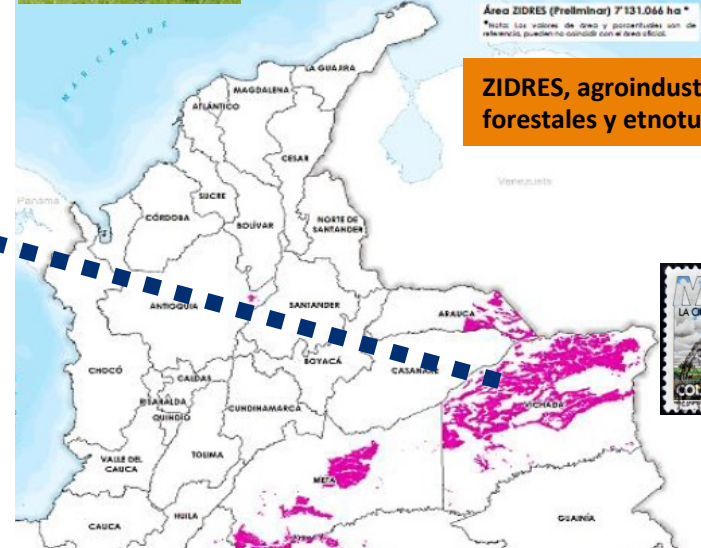 Área ZIDRES (Preliminar) 7'131.066 ha *
*Nota: Los valores de área y porcentajes son de
referencia, pueden no coincidir con el área oficial.
ZIDRES, agroindust
forestales y etnotu
MAR CARIBE
LA GUAJIRA
MAGDALENA
ATLÁNTICO
CESAR
Venezuela
Panamá
SUCRE
CÓRDOBA
BOLÍVAR
NORTE DE
SANTANDER
ANTIOQUIA
SANTANDER
ARAUCA
LA
CHOCÓ
BOYACÁ
CASANARE
CALDAS
RISARALDA
QUINDÍO
CUNDINAMARCA
VICHADA
VALLE DEL
CAUCA
TOLIMA
META
HUILA
CAUCA
GUAINÍA